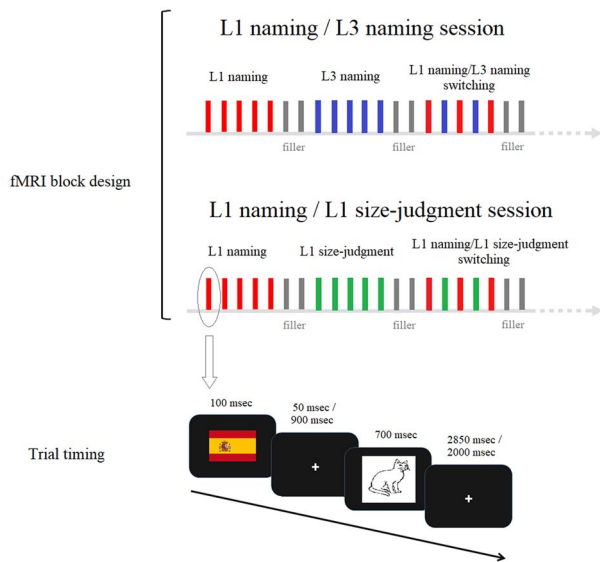 L1 naming / L3 naming session
L1 naming
L3 naming
L1 naming/L3 naming
switching
filler
filler
filler
fMRI block design
L1 naming / L1 size-judgment session
L1 naming
L1 size-judgment
L1 naming/L1 size-judgment
switching
filler
filler
filler
Trial timing
100 msec
50 msec /
900 msec
700 msec
2850 msec /
2000 msec